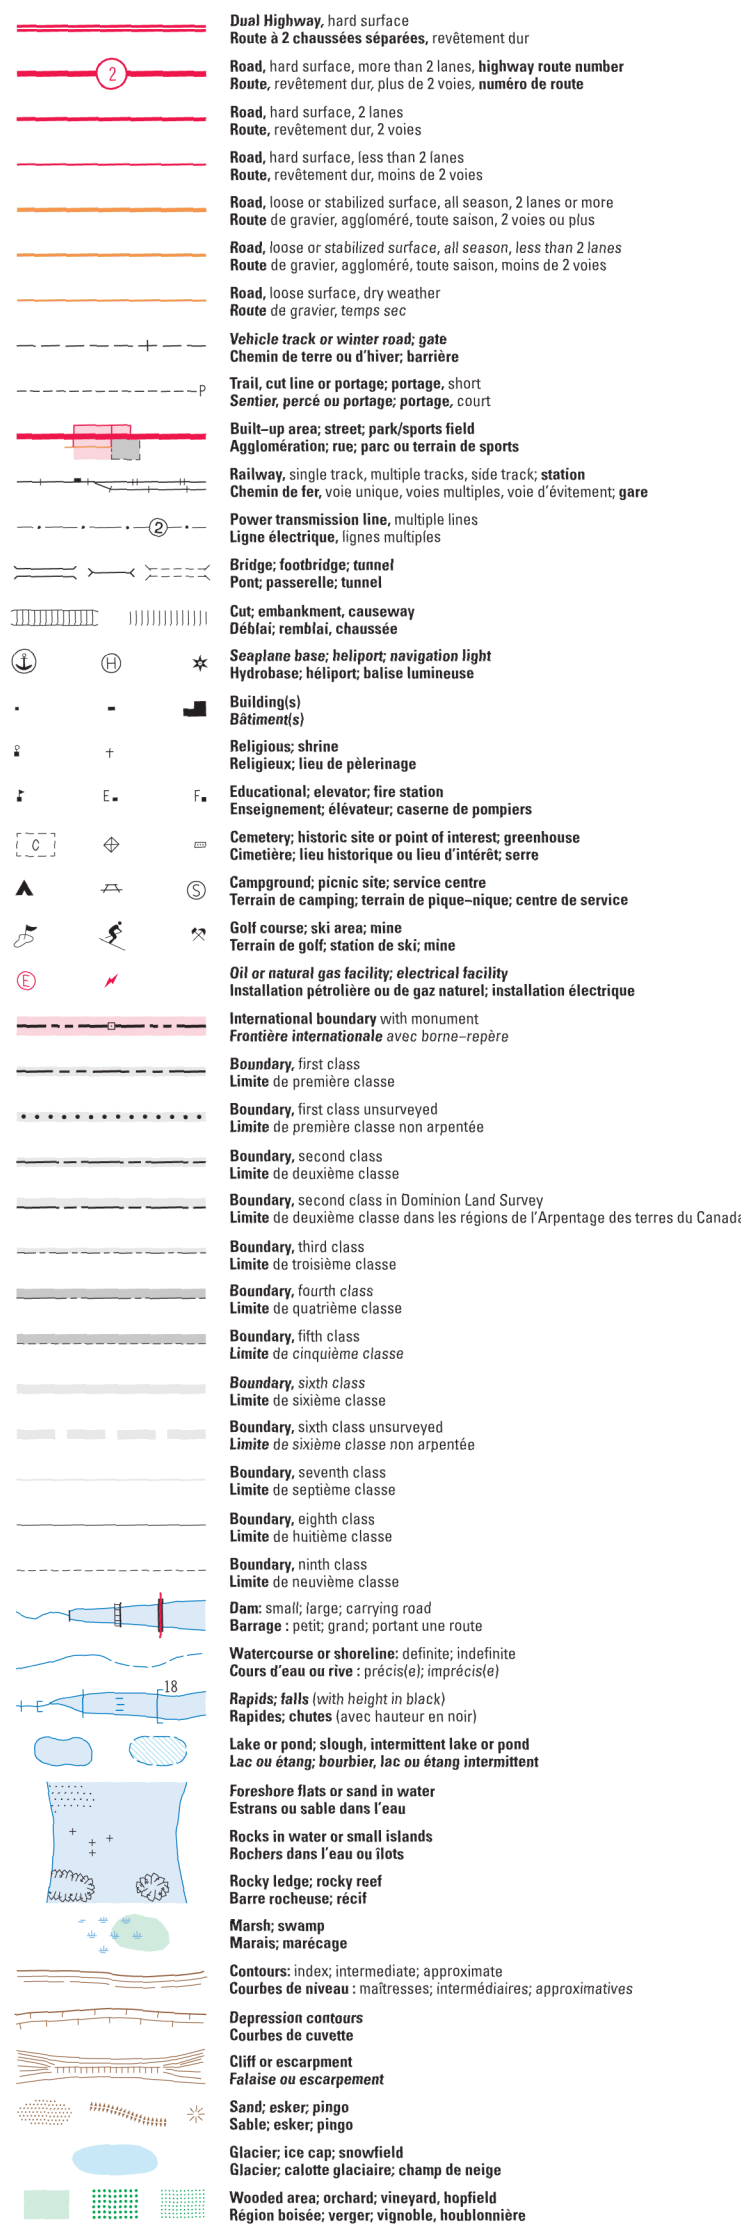 Dual Highway, hard surface
Route à 2 chaussées séparées, revêtement dur
2
Road, hard surface, more than 2 lanes, highway route number
Route, revêtement dur, plus de 2 voies, numéro de route
Road, hard surface, 2 lanes
Route, revêtement dur, 2 voies
Road, hard surface, less than 2 lanes
Route, revêtement dur, moins de 2 voies
Road, loose or stabilized surface, all season, 2 lanes or more
Route de gravier, aggloméré, toute saison, 2 voies ou plus
Road, loose or stabilized surface, all season, less than 2 lanes
Route de gravier, aggloméré, toute saison, moins de 2 voies
Road, loose surface, dry weather
Route de gravier, temps sec
Vehicle track or winter road; gate
Chemin de terre ou d'hiver; barrière
P
Trail, cut line or portage; portage, short
Sentier, percé ou portage; portage, court
Built-up area; street; park/sports field
Agglomération; rue; parc ou terrain de sports
Railway, single track, multiple tracks, side track; station
Chemin de fer, voie unique, voies multiples, voie d'évitement; gare
2
Power transmission line, multiple lines
Ligne électrique, lignes multiples
Bridge; footbridge; tunnel
Pont; passerelle; tunnel
Cut; embankment, causeway
Déblai; remblai, chaussée
H
Seaplane base; heliport; navigation light
Hydrobase; héliport; balise lumineuse
Building(s)
Bâtiment(s)
Religious; shrine
Religieux; lieu de pèlerinage
E F
Educational; elevator; fire station
Enseignement; élévateur; caserne de pompiers
C
Cemetery; historic site or point of interest; greenhouse
Cimetière; lieu historique ou lieu d'intérêt; serre
S
Campground; picnic site; service centre
Terrain de camping; terrain de pique-nique; centre de service
Golf course; ski area; mine
Terrain de golf; station de ski; mine
E
Oil or natural gas facility; electrical facility
Installation pétrolière ou de gaz naturel; installation électrique
International boundary with monument
Frontière internationale avec borne-repère
Boundary, first class
Limite de première classe
Boundary, first class unsurveyed
Limite de première classe non arpentée
Boundary, second class
Limite de deuxième classe
Boundary, second class in Dominion Land Survey
Limite de deuxième classe dans les régions de l'Arpentage des terres du Canada
Boundary, third class
Limite de troisième classe
Boundary, fourth class
Limite de quatrième classe
Boundary, fifth class
Limite de cinquième classe
Boundary, sixth class
Limite de sixième classe
Boundary, sixth class unsurveyed
Limite de sixième classe non arpentée
Boundary, seventh class
Limite de septième classe
Boundary, eighth class
Limite de huitième classe
Boundary, ninth class
Limite de neuvième classe
Dam: small; large; carrying road
Barrage : petit; grand; portant une route
Watercourse or shoreline: definite; indefinite
Cours d'eau ou rive : précis(e); imprécis(e)
18
Rapids; falls (with height in black)
Rapides; chutes (avec hauteur en noir)
Lake or pond; slough, intermittent lake or pond
Lac ou étang; bourbier, lac ou étang intermittent
Foreshore flats or sand in water
Estrans ou sable dans l'eau
Rocks in water or small islands
Rochers dans l'eau ou îlots
Rocky ledge; rocky reef
Barre rocheuse; récif
Marsh; swamp
Marais; marécage
Contours: index; intermediate; approximate
Courbes de niveau : maîtresses; intermédiaires; approximatives
Depression contours
Courbes de cuvette
Cliff or escarpment
Falaise ou escarpement
Sand; esker; pingo
Sable; esker; pingo
Glacier; ice cap; snowfield
Glacier; calotte glaciaire; champ de neige
Wooded area; orchard; vineyard, hopfield
Région boisée; verger; vignoble, houblonnière